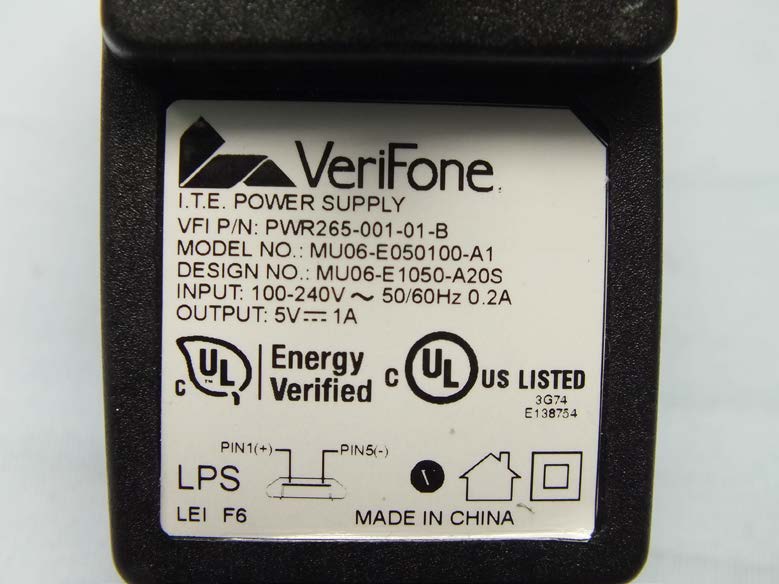 VeriFone
I.T.E. POWER SUPPLY
VFI P/N: PWR265-001-01-B
MODEL NO.: MU06-E050100-A1
DESIGN NO.: MU06-E1050-A20S
INPUT: 100-240V ~ 50/60Hz 0.2A
OUTPUT: 5V⎓1A
C UL™ Energy Verified
C UL US LISTED
3G74
E138754
PIN1(+) PIN5(-)
LPS
V
LEI F6 MADE IN CHINA